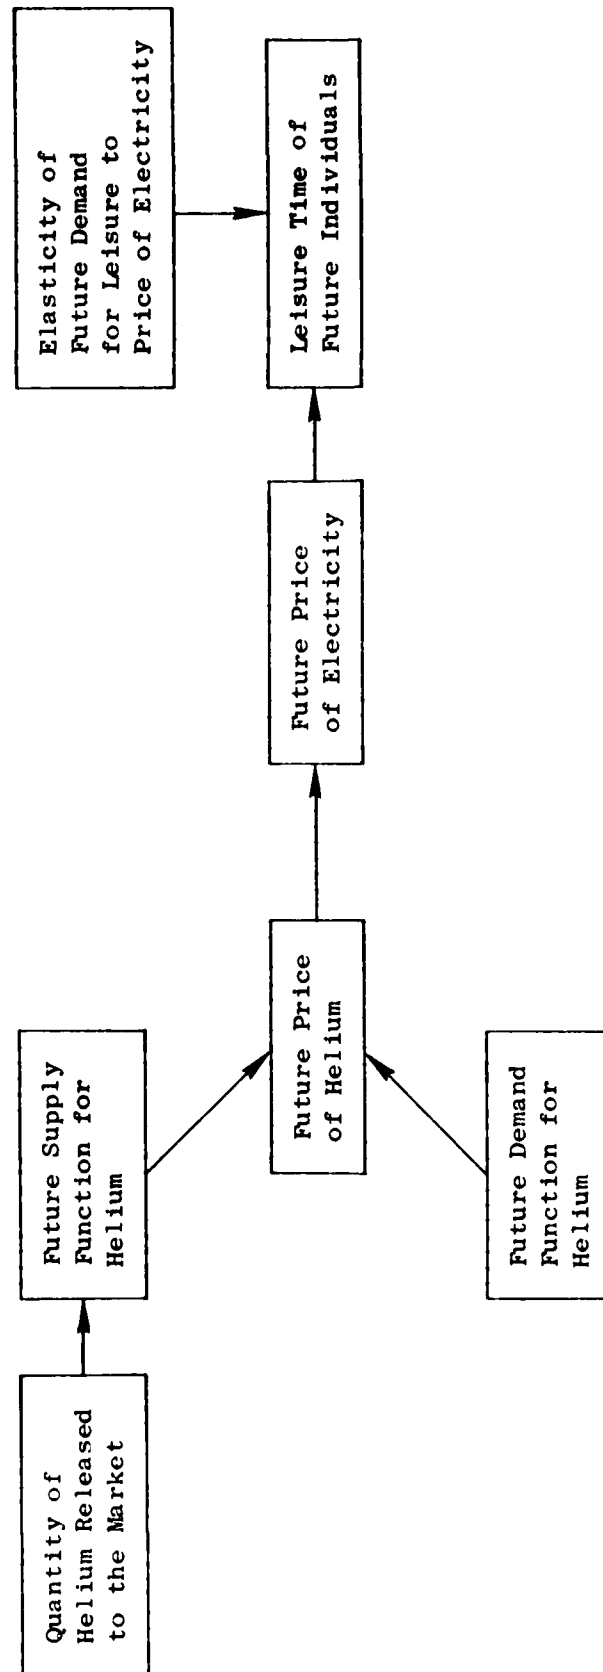 Quantity of
Helium Released
to the Market
Future Supply
Function for
Helium
Future Demand
Function for
Helium
Future Price
of Helium
Future Price
of Electricity
Elasticity of
Future Demand
for Leisure to
Price of Electricity
Leisure Time of
Future Individuals